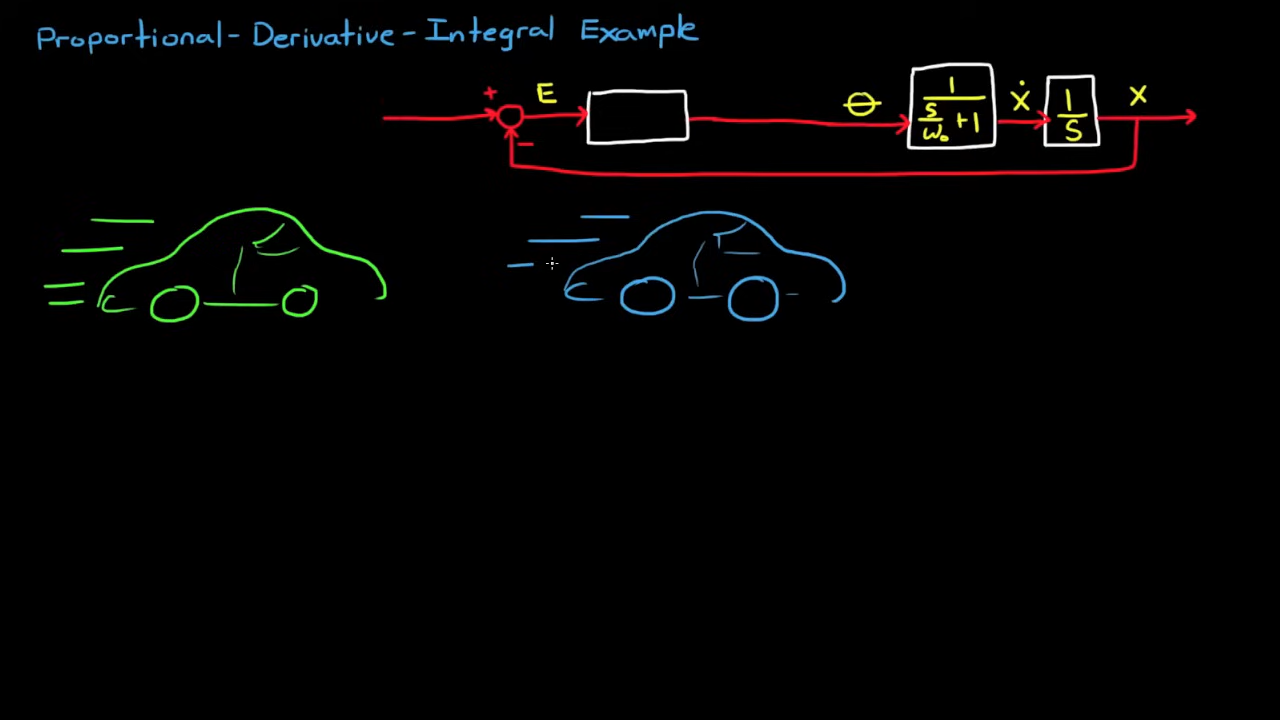 Proportional - Derivative - Integral Example
+ E Θ 1 Ẋ 1 X
S/ω₀ + 1 S
−